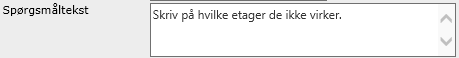 Spørgsmåltekst
Skriv på hvilke etager de ikke virker.